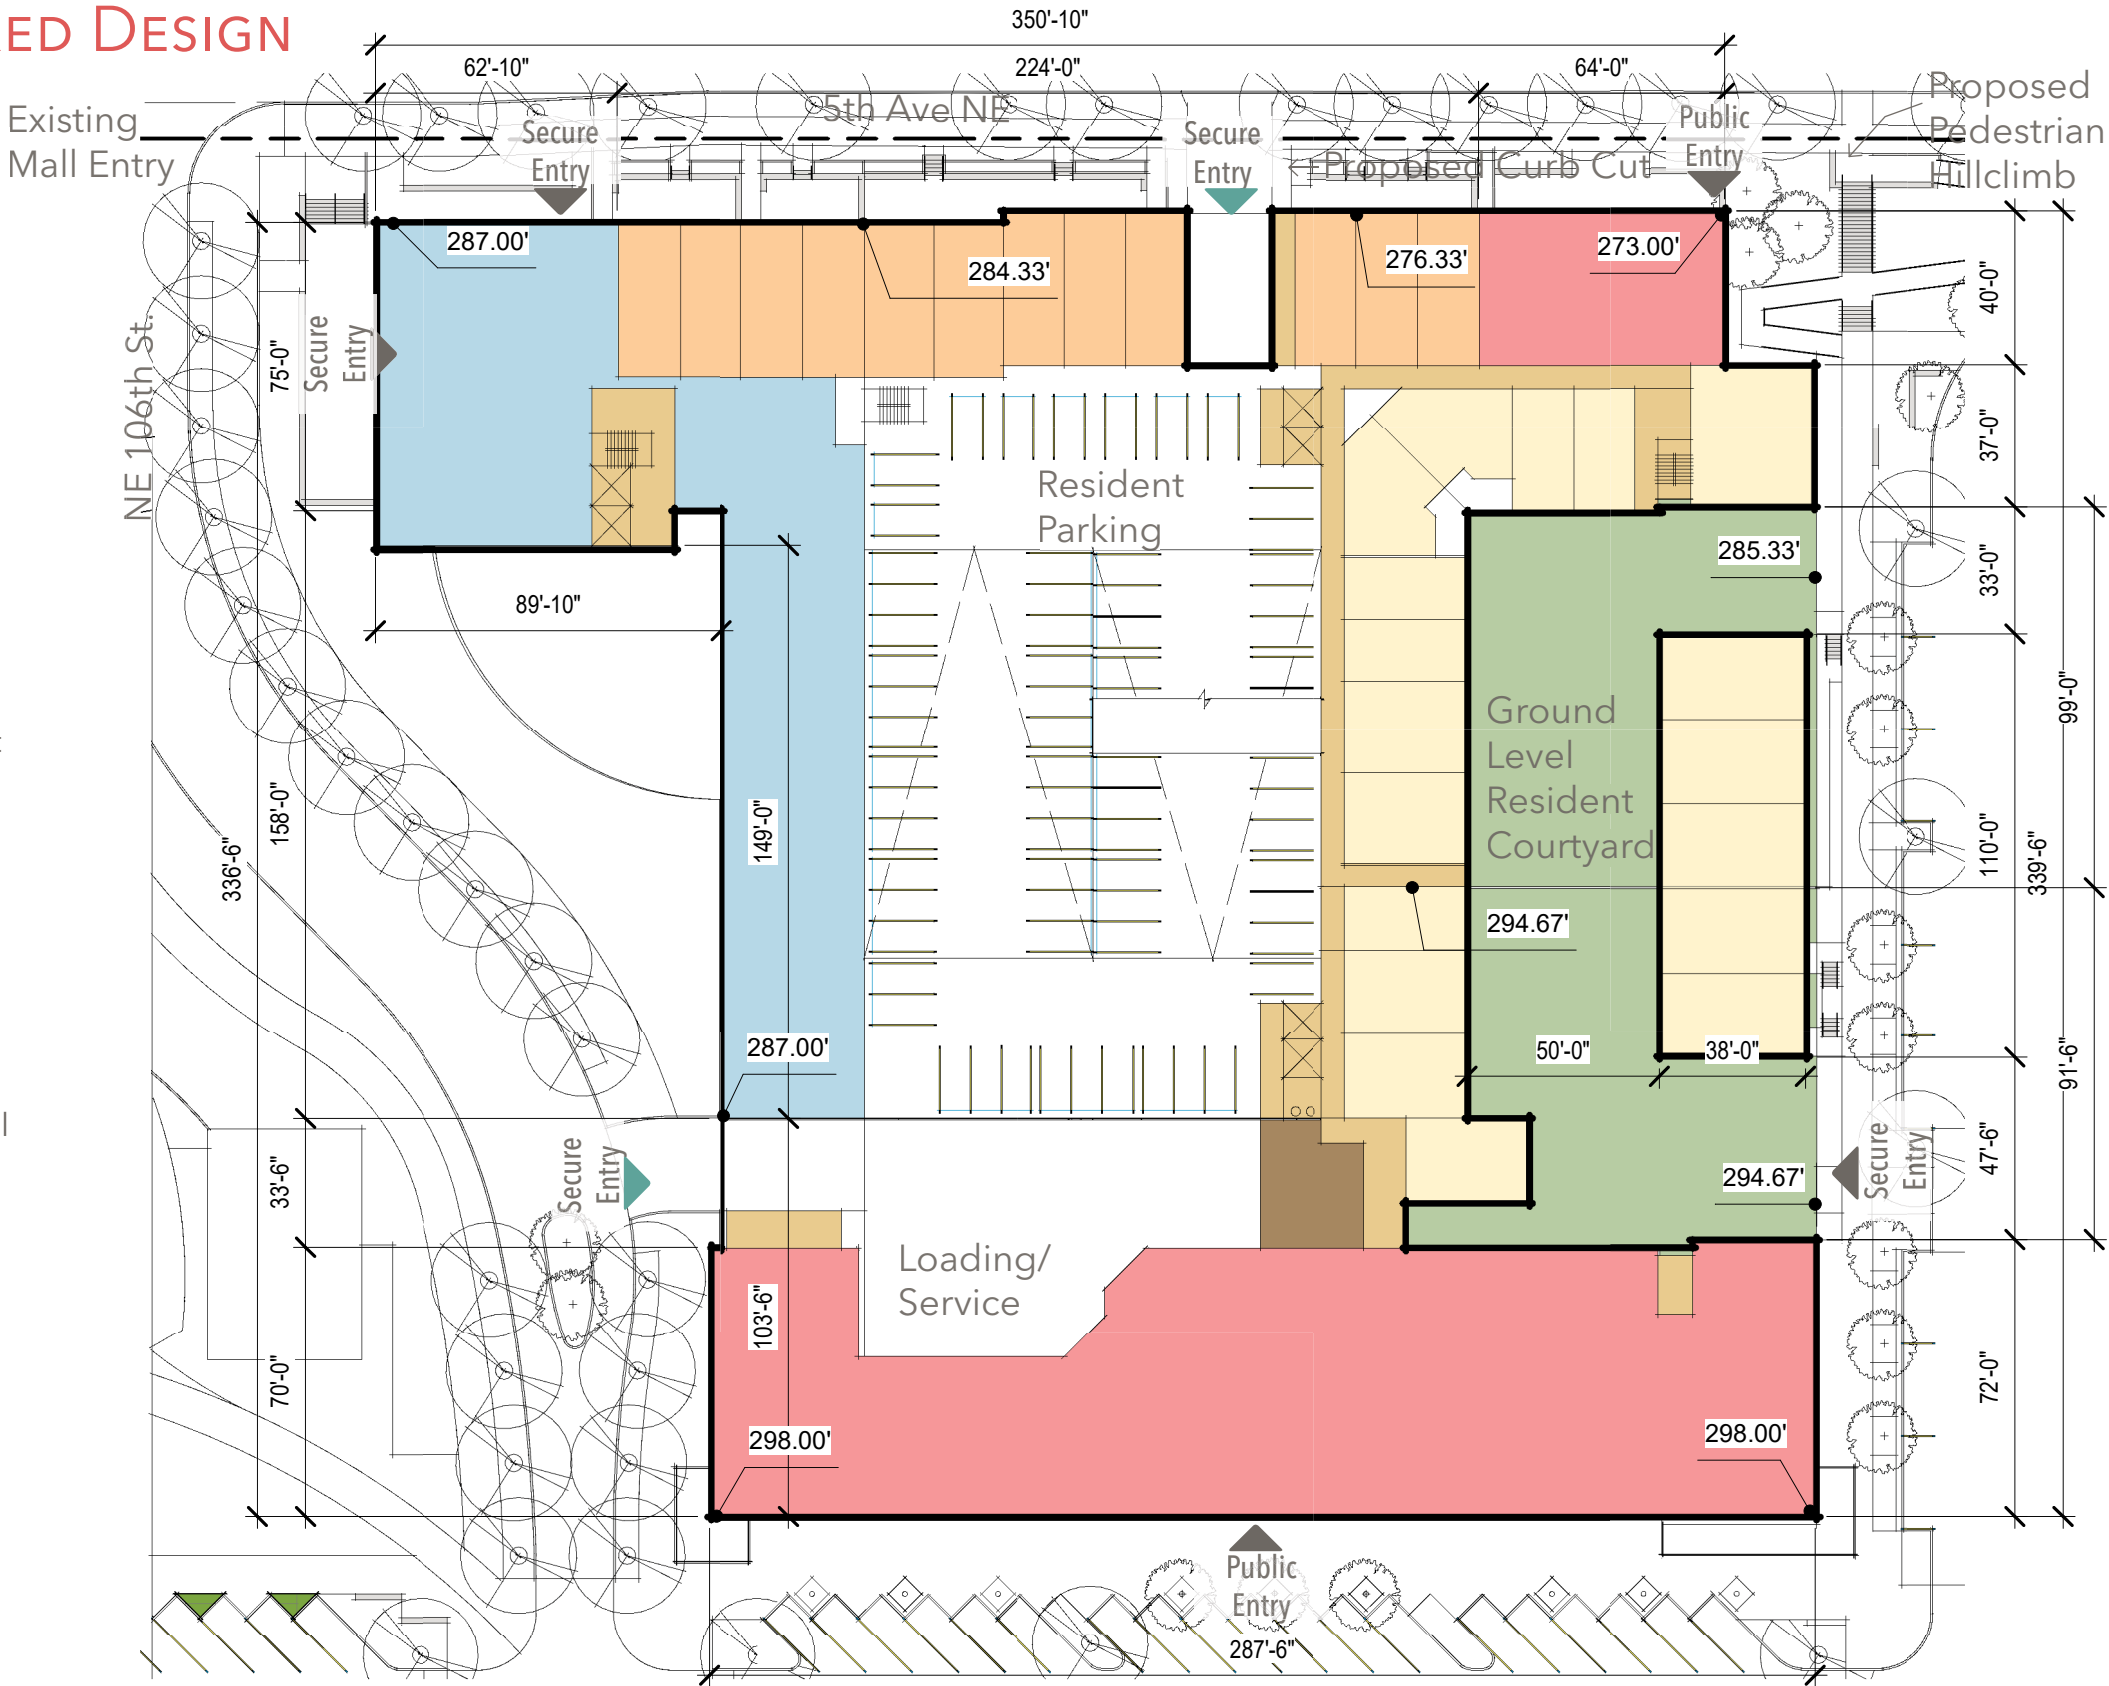 ED DESIGN
350'-10"
62'-10"
224'-0"
64'-0"
Existing
Mall Entry
5th Ave NE
Proposed
Pedestrian
Hillclimb
Secure
Entry
Secure
Entry
Proposed Curb Cut
Public
Entry
287.00'
284.33'
276.33'
273.00'
NE 106th St.
75'-0"
Secure
Entry
40'-0"
37'-0"
Resident
Parking
285.33'
33'-0"
89'-10"
Ground
Level
Resident
Courtyard
99'-0"
158'-0"
149'-0"
336'-6"
110'-0"
339'-6"
294.67'
287.00'
50'-0"
38'-0"
91'-6"
Secure
Entry
33'-6"
294.67'
Secure
Entry
47'-6"
Loading/
Service
103'-6"
70'-0"
72'-0"
298.00'
298.00'
Public
Entry
287'-6"